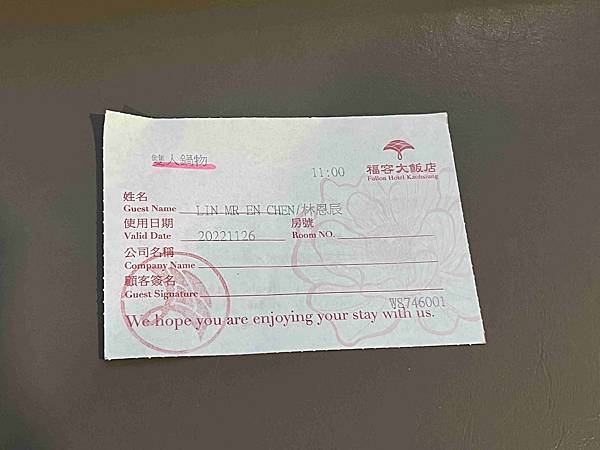 雙人鍋物
11:00
福容大飯店
Fullon Hotel Kaohsiung
姓名
Guest Name LIN MR EN CHEN/林恩辰
使用日期 房號
Valid Date 20221126 Room NO.
公司名稱
Company Name
顧客簽名
Guest Signature
WS746001
We hope you are enjoying your stay with us.